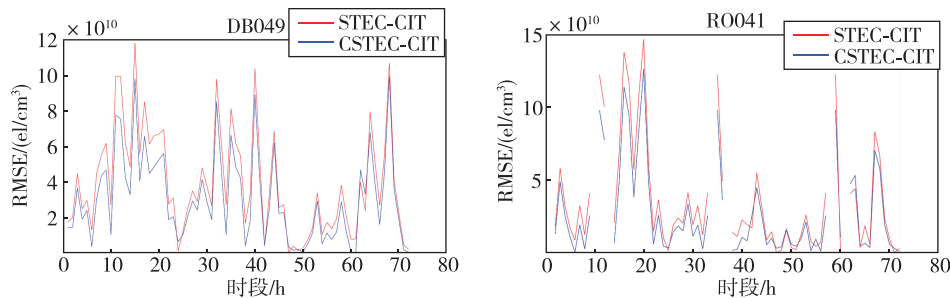 × 10¹⁰
DB049
STEC-CIT
CSTEC-CIT
12
10
8
6
4
2
RMSE/(el/cm³)
0 10 20 30 40 50 60 70 80
时段/h
× 10¹⁰
RO041
STEC-CIT
CSTEC-CIT
15
10
5
RMSE/(el/cm³)
0 10 20 30 40 50 60 70 80
时段/h